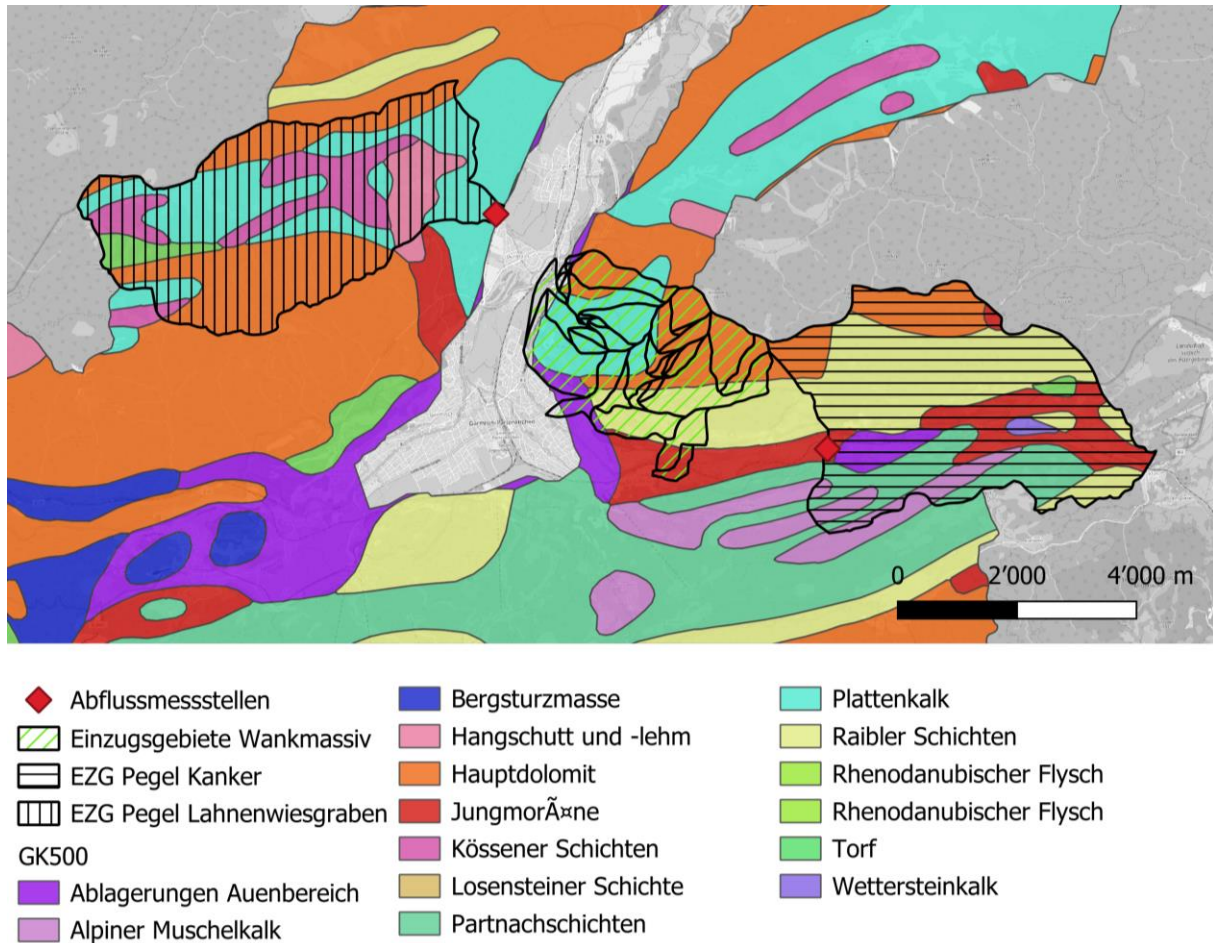 Garmisch-Partenkirchen
0 2’000 4’000 m
Abflussmessstellen
Einzugsgebiete Wankmassiv
EZG Pegel Kanker
EZG Pegel Lahnenwiesgraben
GK500
Ablagerungen Auenbereich
Alpiner Muschelkalk
Bergsturzmasse
Hangschutt und -lehm
Hauptdolomit
JungmorÃ¤ne
Kössener Schichten
Losensteiner Schichte
Partnachschichten
Plattenkalk
Raibler Schichten
Rhenodanubischer Flysch
Rhenodanubischer Flysch
Torf
Wettersteinkalk